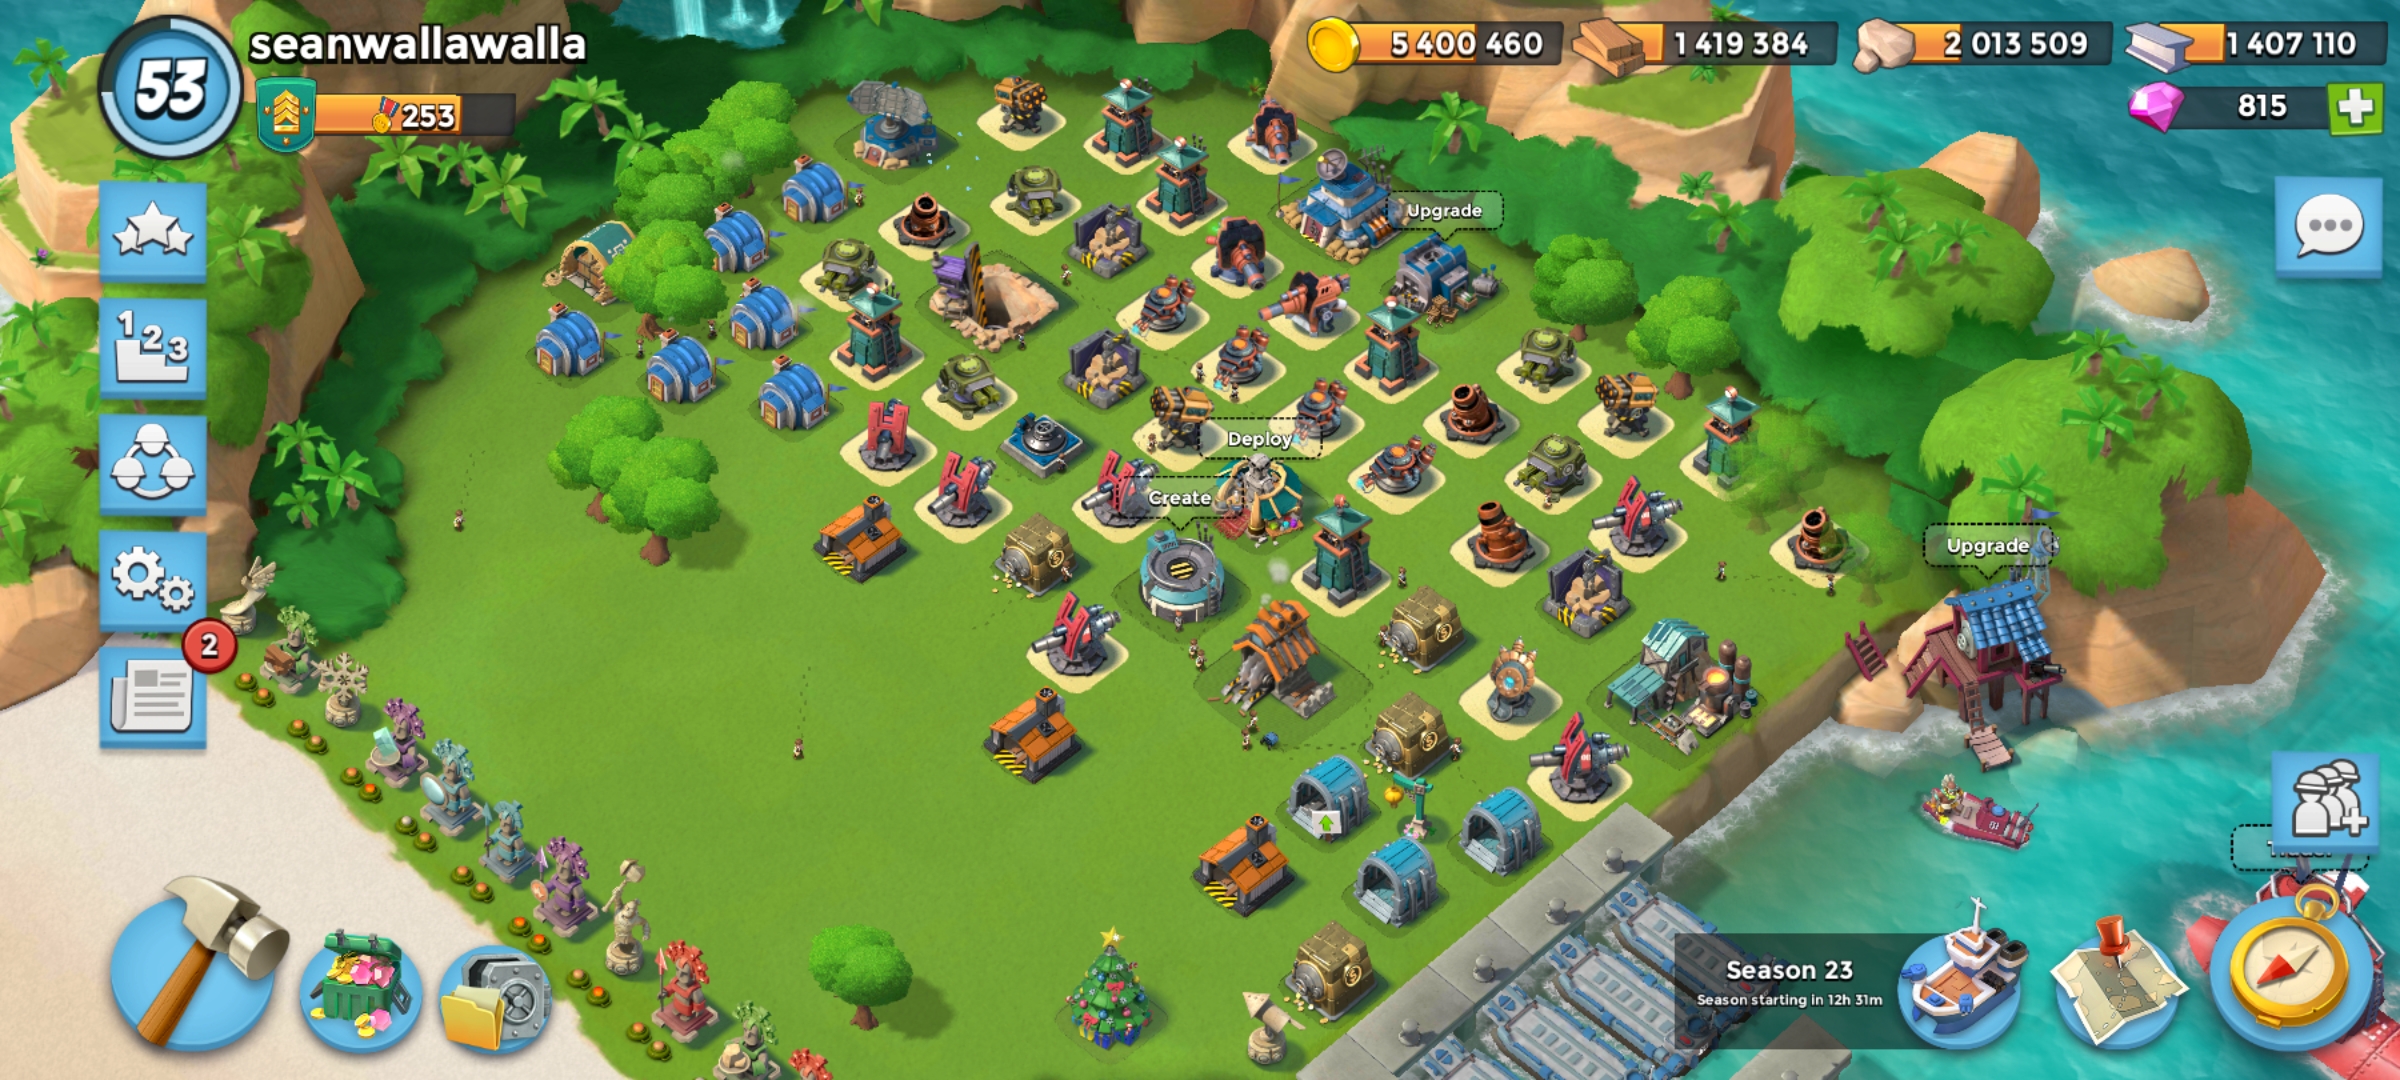 53
seanwallawalla
253
5 400 460
1 419 384
2 013 509
1 407 110
815
Upgrade
123
Deploy
Create
Upgrade
2
Season 23
Season starting in 12h 31m